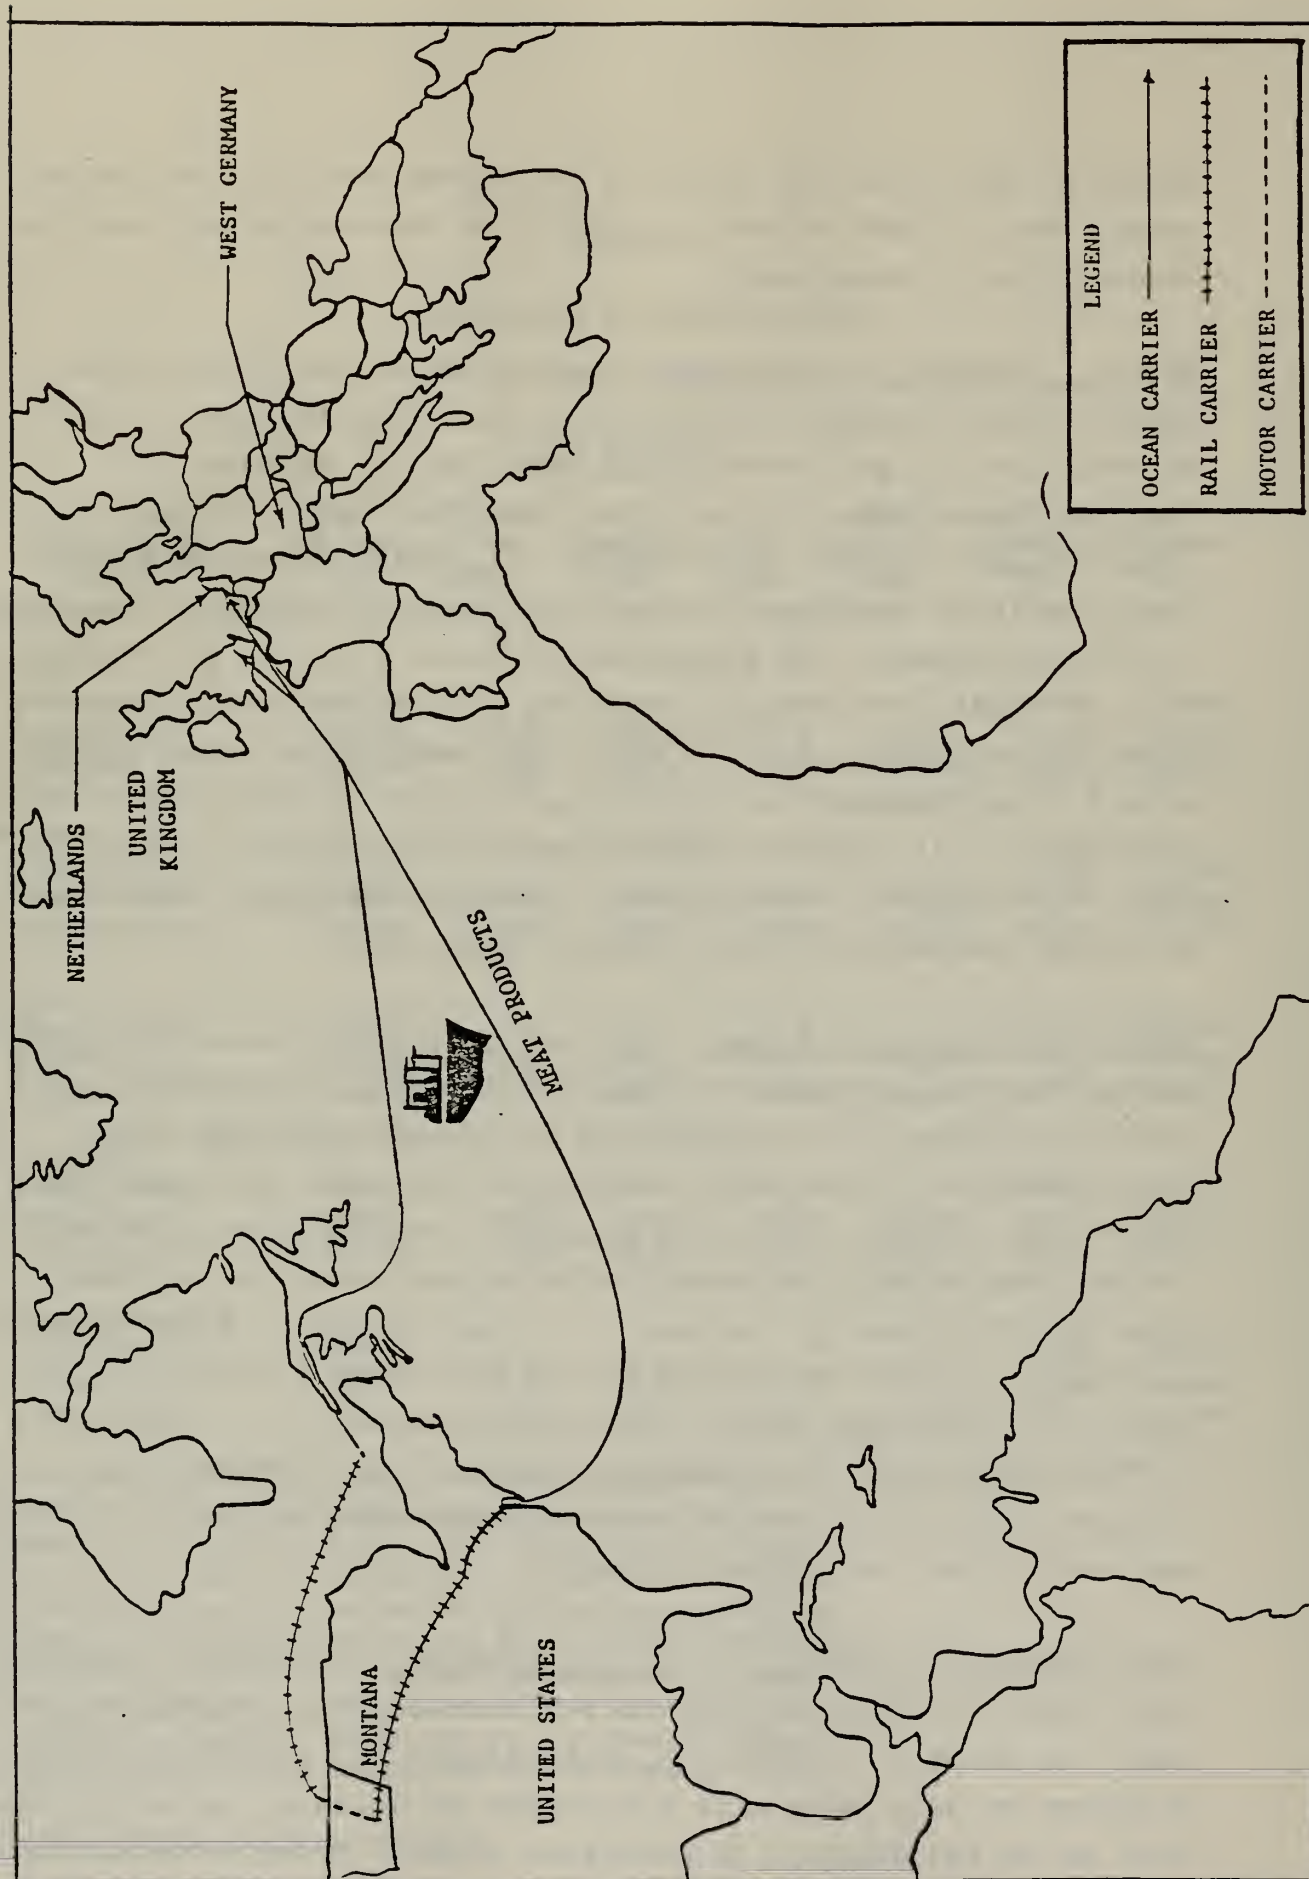 NETHERLANDS
WEST GERMANY
UNITED
KINGDOM
MEAT PRODUCTS
MONTANA
UNITED STATES
LEGEND
OCEAN CARRIER
RAIL CARRIER
MOTOR CARRIER